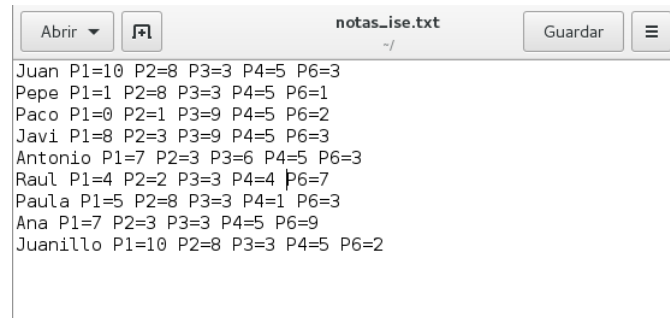 Abrir
notas_ise.txt
~/
Guardar
Juan P1=10 P2=8 P3=3 P4=5 P6=3
Pepe P1=1 P2=8 P3=3 P4=5 P6=1
Paco P1=0 P2=1 P3=9 P4=5 P6=2
Javi P1=8 P2=3 P3=9 P4=5 P6=3
Antonio P1=7 P2=3 P3=6 P4=5 P6=3
Raul P1=4 P2=2 P3=3 P4=4 P6=7
Paula P1=5 P2=8 P3=3 P4=1 P6=3
Ana P1=7 P2=3 P3=3 P4=5 P6=9
Juanillo P1=10 P2=8 P3=3 P4=5 P6=2